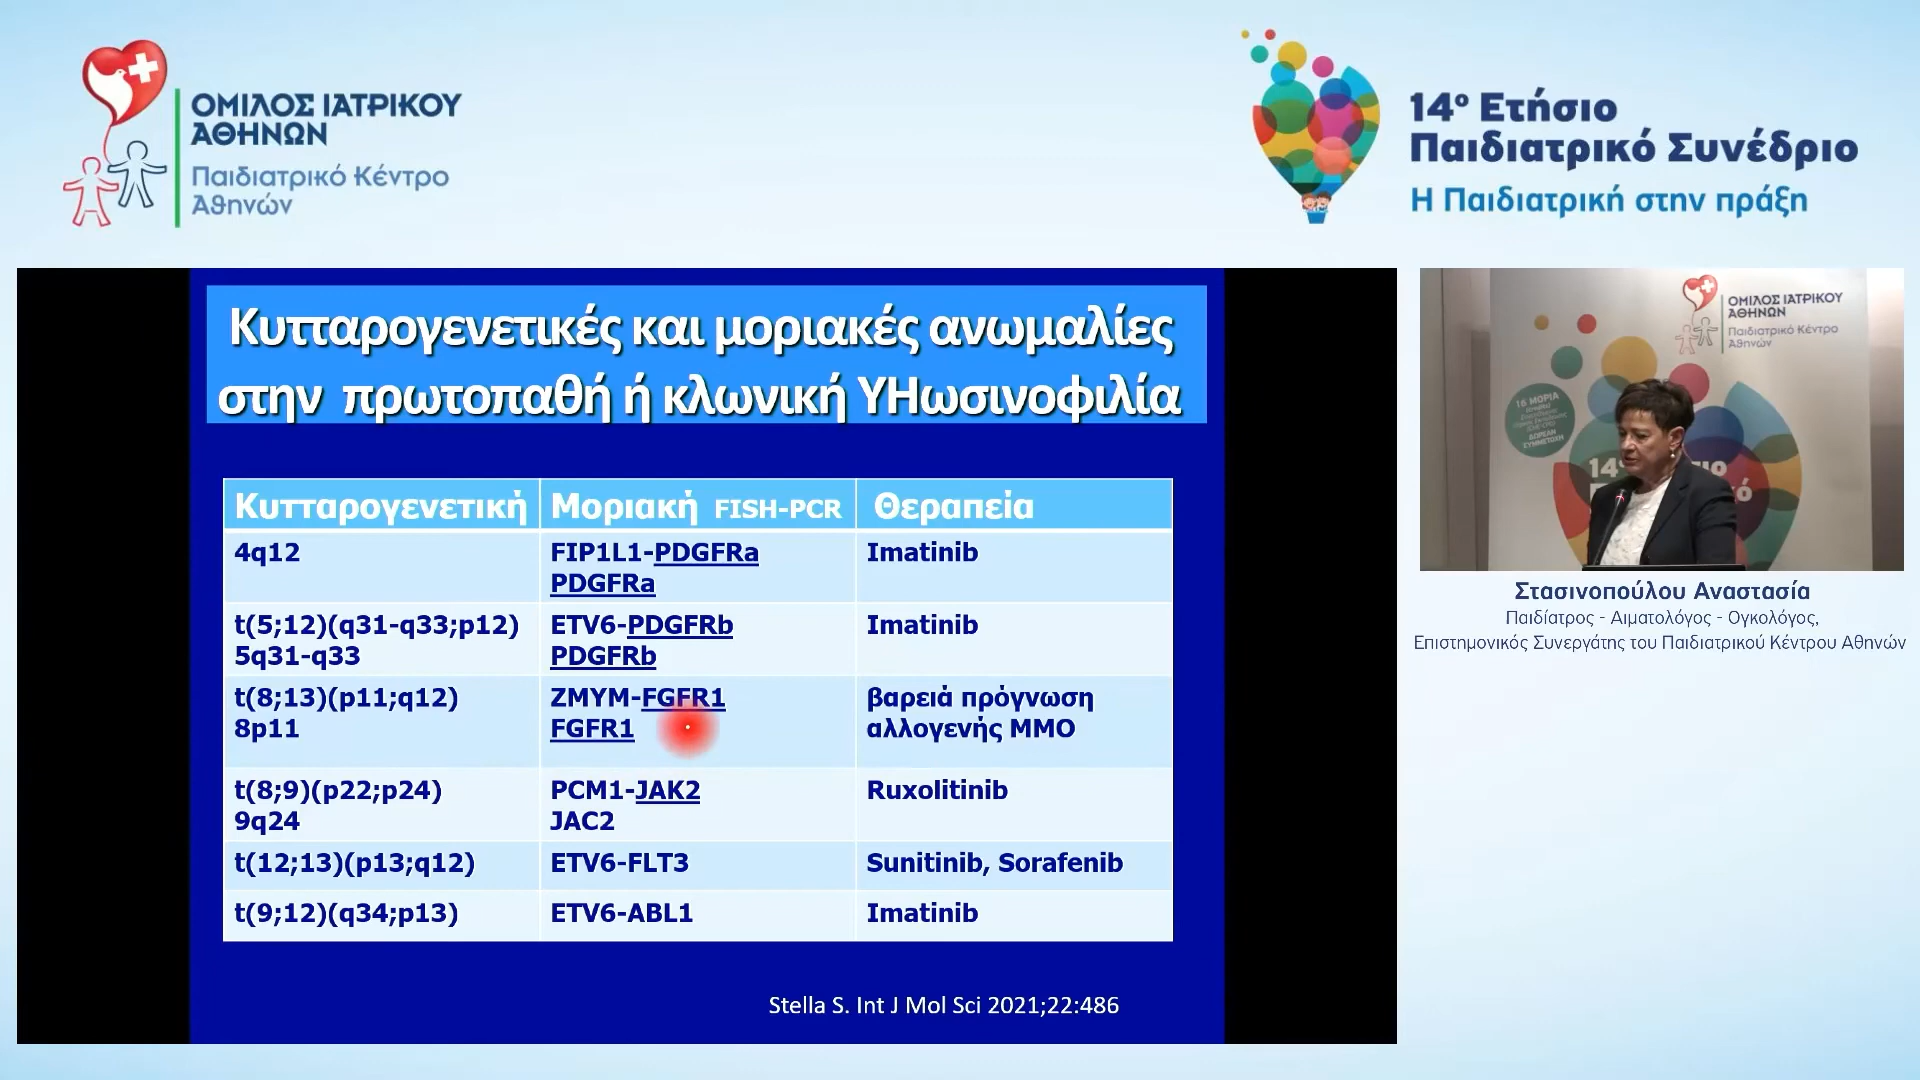 ΟΜΙΛΟΣ ΙΑΤΡΙΚΟΥ
ΑΘΗΝΩΝ
Παιδιατρικό Κέντρο
Αθηνών
14ο Ετήσιο
Παιδιατρικό Συνέδριο
Η Παιδιατρική στην πράξη
Κυτταρογενετικές και μοριακές ανωμαλίες
στην πρωτοπαθή ή κλωνική ΥΗωσινοφιλία
Κυτταρογενετική Μοριακή FISH-PCR Θεραπεία
4q12 FIP1L1-PDGFRa Imatinib
PDGFRa
t(5;12)(q31-q33;p12) ETV6-PDGFRb Imatinib
5q31-q33 PDGFRb
t(8;13)(p11;q12) ZMYM-FGFR1 βαρειά πρόγνωση
8p11 FGFR1 αλλογενής ΜΜΟ
t(8;9)(p22;p24) PCM1-JAK2 Ruxolitinib
9q24 JAC2
t(12;13)(p13;q12) ETV6-FLT3 Sunitinib, Sorafenib
t(9;12)(q34;p13) ETV6-ABL1 Imatinib
Stella S. Int J Mol Sci 2021;22:486
ΟΜΙΛΟΣ ΙΑΤΡΙΚΟΥ
ΑΘΗΝΩΝ
Παιδιατρικό Κέντρο
Αθηνών
16 ΜΟΡΙΑ
ΔΩΡΕΑΝ
ΣΥΜΜΕΤΟΧΗ
Στασινοπούλου Αναστασία
Παιδίατρος - Αιματολόγος - Ογκολόγος,
Επιστημονικός Συνεργάτης του Παιδιατρικού Κέντρου Αθηνών